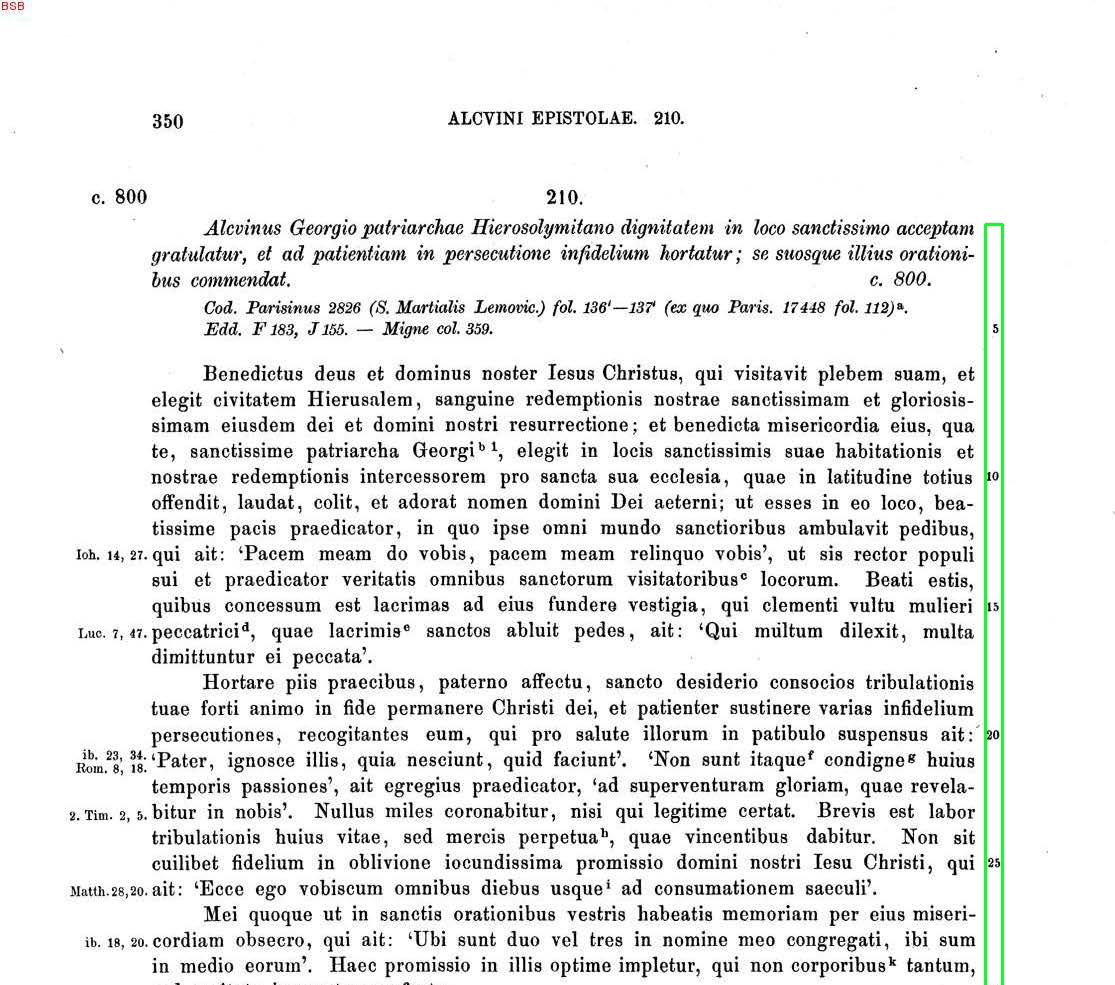 BSB
350 ALCVINI EPISTOLAE. 210.
c. 800 210.
Alcvinus Georgio patriarchae Hierosolymitano dignitatem in loco sanctissimo acceptam
gratulatur, et ad patientiam in persecutione infidelium hortatur; se suosque illius orationi-
bus commendat. c. 800.
Cod. Parisinus 2826 (S. Martialis Lemovic.) fol. 136'—137' (ex quo Paris. 17448 fol. 112)a.
Edd. F 183, J 155. — Migne col. 359. 5
Benedictus deus et dominus noster Iesus Christus, qui visitavit plebem suam, et
elegit civitatem Hierusalem, sanguine redemptionis nostrae sanctissimam et gloriosis-
simam eiusdem dei et domini nostri resurrectione; et benedicta misericordia eius, qua
te, sanctissime patriarcha Georgi b 1, elegit in locis sanctissimis suae habitationis et
nostrae redemptionis intercessorem pro sancta sua ecclesia, quae in latitudine totius 10
offendit, laudat, colit, et adorat nomen domini Dei aeterni; ut esses in eo loco, bea-
tissime pacis praedicator, in quo ipse omni mundo sanctioribus ambulavit pedibus,
Ioh. 14, 27. qui ait: ‘Pacem meam do vobis, pacem meam relinquo vobis’, ut sis rector populi
sui et praedicator veritatis omnibus sanctorum visitatoribus c locorum. Beati estis,
quibus concessum est lacrimas ad eius fundere vestigia, qui clementi vultu mulieri 15
Luc. 7, 47. peccatrici d, quae lacrimis e sanctos abluit pedes, ait: ‘Qui multum dilexit, multa
dimittuntur ei peccata’.
Hortare piis praecibus, paterno affectu, sancto desiderio consocios tribulationis
tuae forti animo in fide permanere Christi dei, et patienter sustinere varias infidelium
persecutiones, recogitantes eum, qui pro salute illorum in patibulo suspensus ait: 20
ib. 23, 34. ‘Pater, ignosce illis, quia nesciunt, quid faciunt’. ‘Non sunt itaque f condigne g huius
Rom. 8, 18.
temporis passiones’, ait egregius praedicator, ‘ad superventuram gloriam, quae revela-
2. Tim. 2, 5. bitur in nobis’. Nullus miles coronabitur, nisi qui legitime certat. Brevis est labor
tribulationis huius vitae, sed mercis perpetua h, quae vincentibus dabitur. Non sit
cuilibet fidelium in oblivione iocundissima promissio domini nostri Iesu Christi, qui 25
Matth. 28, 20. ait: ‘Ecce ego vobiscum omnibus diebus usque i ad consumationem saeculi’.
Mei quoque ut in sanctis orationibus vestris habeatis memoriam per eius miseri-
ib. 18, 20. cordiam obsecro, qui ait: ‘Ubi sunt duo vel tres in nomine meo congregati, ibi sum
in medio eorum’. Haec promissio in illis optime impletur, qui non corporibus k tantum,